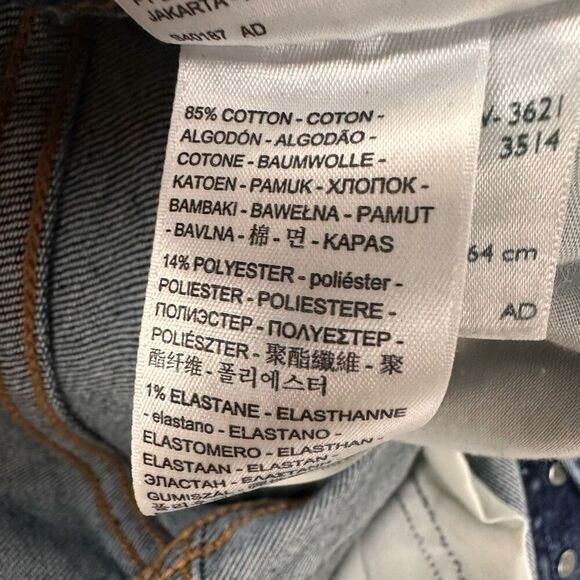 JAKARTA
S40187 AD
85% COTTON - COTON -
ALGODÓN - ALGODÃO -
COTONE - BAUMWOLLE -
KATOEN - PAMUK - ХЛОПОК -
BAMBAKI - BAWEŁNA - PAMUT
- BAVLNA - 棉 - 면 - KAPAS
14% POLYESTER - poliéster -
POLIESTER - POLIESTERE -
ПОЛИЭСТЕР - ΠΟΛΥΕΣΤΕΡ -
POLIÉSZTER - 聚酯纖維 - 聚
酯纤维 - 폴리에스터
1% ELASTANE - ELASTHANNE
- elastano - ELASTANO -
ELASTOMERO - ELASTHAN -
ELASTAAN - ELASTAN -
ЭЛАСТАН -
GUMISZÁL -
- 3621
3514
64 cm
AD